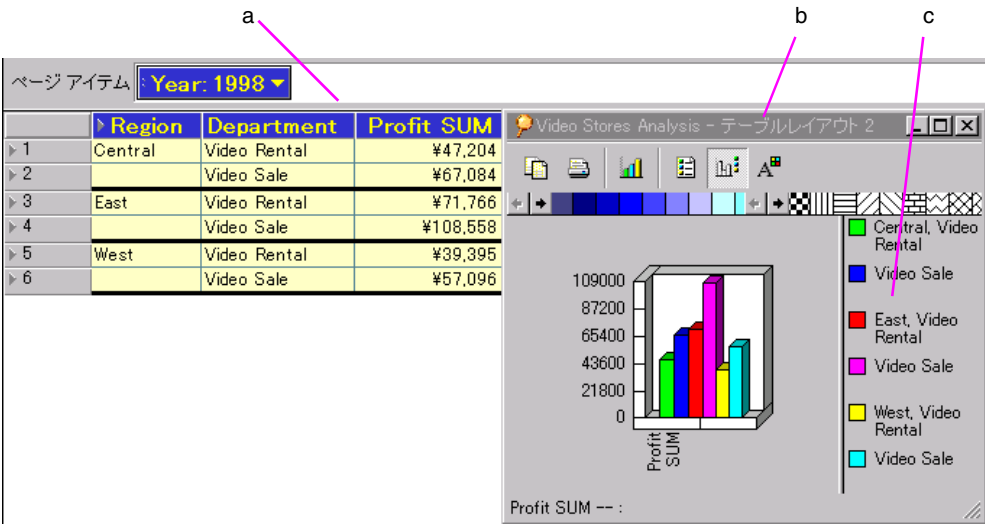 a b c
ページ アイテム : Year: 1998
Region Department Profit SUM
1 Central Video Rental ¥47,204
2 Video Sale ¥67,084
3 East Video Rental ¥71,766
4 Video Sale ¥108,558
5 West Video Rental ¥39,395
6 Video Sale ¥57,096
Video Stores Analysis - テーブルレイアウト 2
A
109000
87200
65400
43600
21800
0
Profit
SUM
Central, Video
Rental
Video Sale
East, Video
Rental
Video Sale
West, Video
Rental
Video Sale
Profit SUM -- :